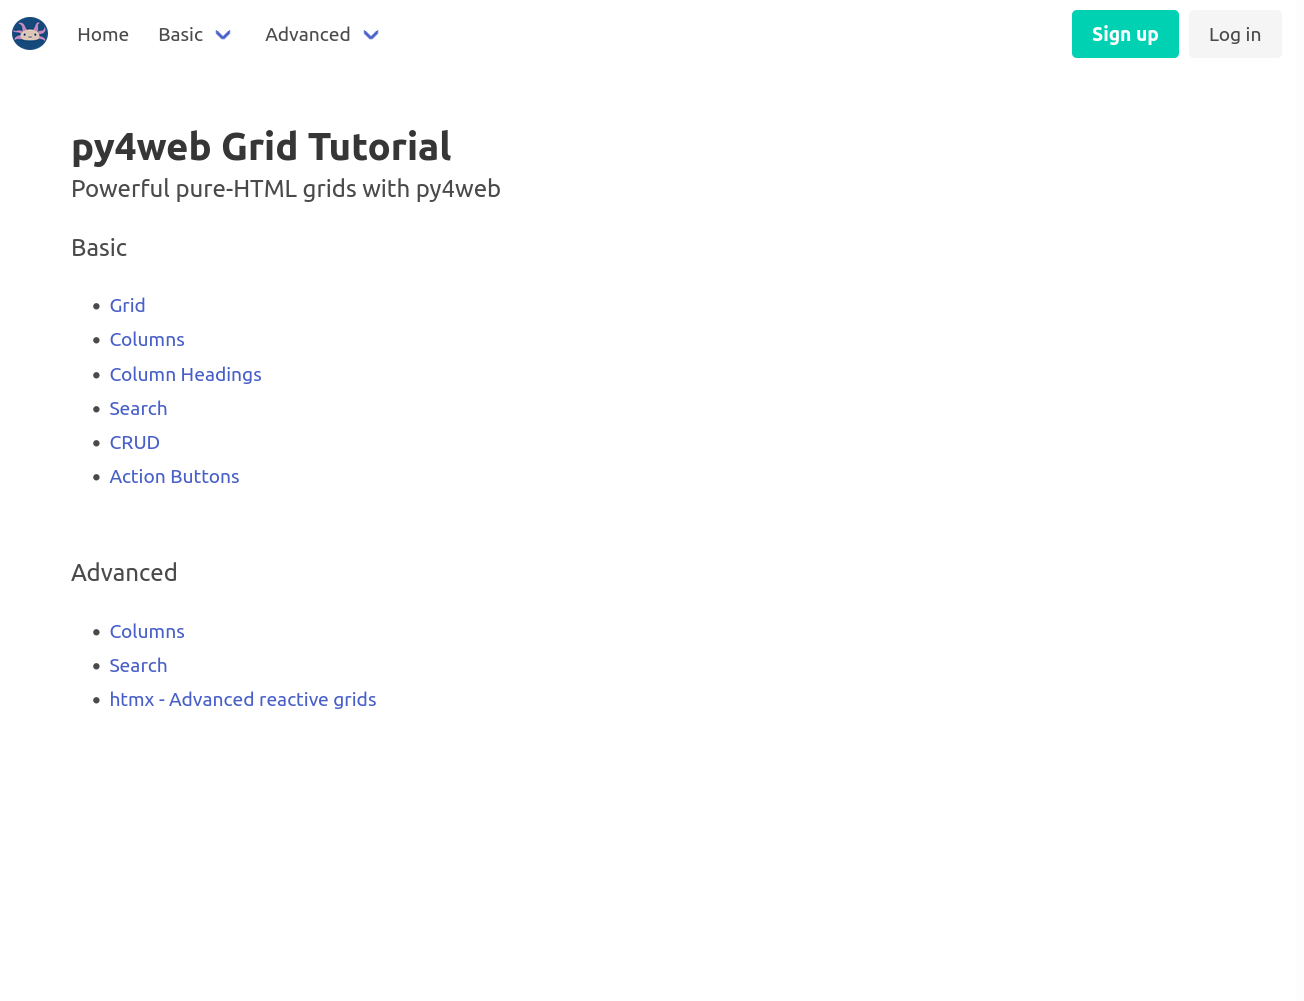 Home Basic Advanced Sign up Log in
py4web Grid Tutorial
Powerful pure-HTML grids with py4web
Basic
• Grid
• Columns
• Column Headings
• Search
• CRUD
• Action Buttons
Advanced
• Columns
• Search
• htmx - Advanced reactive grids